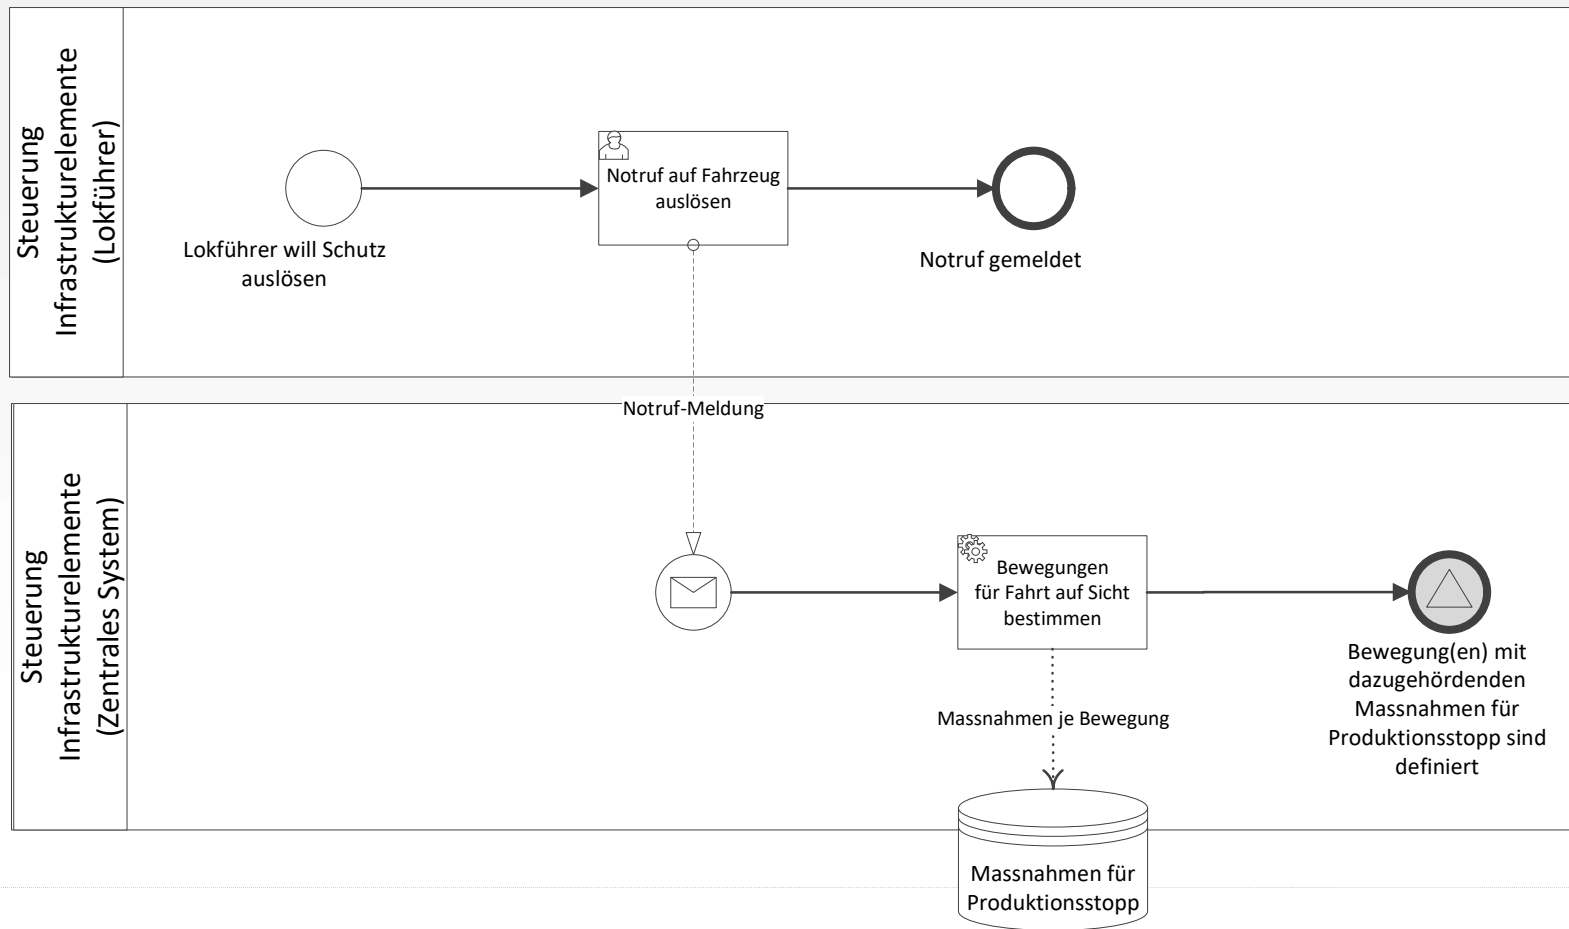 Steuerung
Infrastrukturelemente
(Lokführer)
Lokführer will Schutz
auslösen
Notruf auf Fahrzeug
auslösen
Notruf gemeldet
Notruf-Meldung
Steuerung
Infrastrukturelemente
(Zentrales System)
Bewegungen
für Fahrt auf Sicht
bestimmen
Massnahmen je Bewegung
Bewegung(en) mit
dazugehördenden
Massnahmen für
Produktionsstopp sind
definiert
Massnahmen für
Produktionsstopp